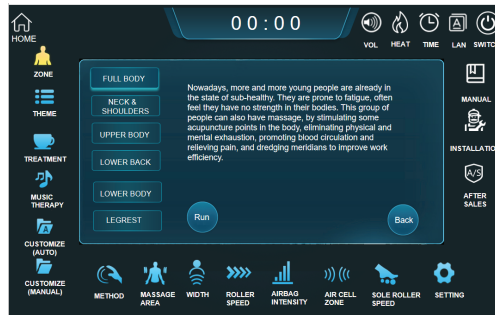 00:00
HOME
VOL
HEAT
TIME
LAN
SWITC
ZONE
THEME
TREATMENT
MUSIC
THERAPY
CUSTOMIZE
(AUTO)
CUSTOMIZE
(MANUAL)
FULL BODY
NECK &
SHOULDERS
UPPER BODY
LOWER BACK
LOWER BODY
LEGREST
Nowadays, more and more young people are already in
the state of sub-healthy. They are prone to fatigue, often
feel they have no strength in their bodies. This group of
people can also have massage, by stimulating some
acupuncture points in the body, eliminating physical and
mental exhaustion, promoting blood circulation and
relieving pain, and dredging meridians to improve work
efficiency.
Run
Back
MANUAL
INSTALLATIO
A/S
AFTER
SALES
METHOD
MASSAGE
AREA
WIDTH
ROLLER
SPEED
AIRBAG
INTENSITY
AIR CELL
ZONE
SOLE ROLLER
SPEED
SETTING